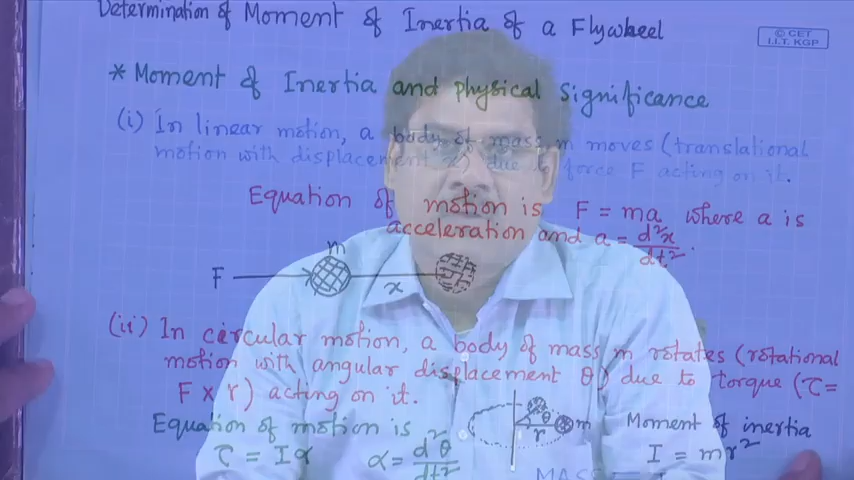 Determination of Moment of Inertia of a Flywheel
© CET
I.I.T. KGP
* Moment of Inertia and physical significance
(i) In linear motion, a body of mass m moves (translational
motion with displacement x) due to force F acting on it.
Equation of motion is F = ma where a is
acceleration and a = d²x/dt².
F m x
(ii) In circular motion, a body of mass m rotates (rotational
motion with angular displacement θ) due to torque (τ=
F x r) acting on it.
Equation of motion is
τ = Iα α = d²θ/dt²
θ r m
Moment of inertia
I = mr²
MASS